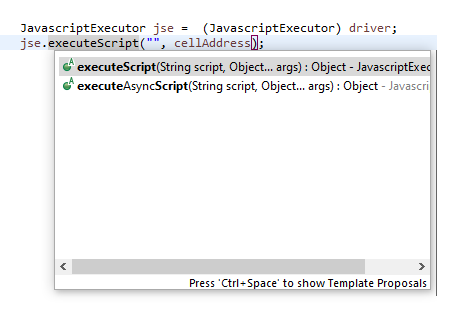 JavascriptExecutor jse =  (JavascriptExecutor) driver;
jse.executeScript("", cellAddress);
executeScript(String script, Object... args) : Object - JavascriptExec
executeAsyncScript(String script, Object... args) : Object - Javascri
Press 'Ctrl+Space' to show Template Proposals